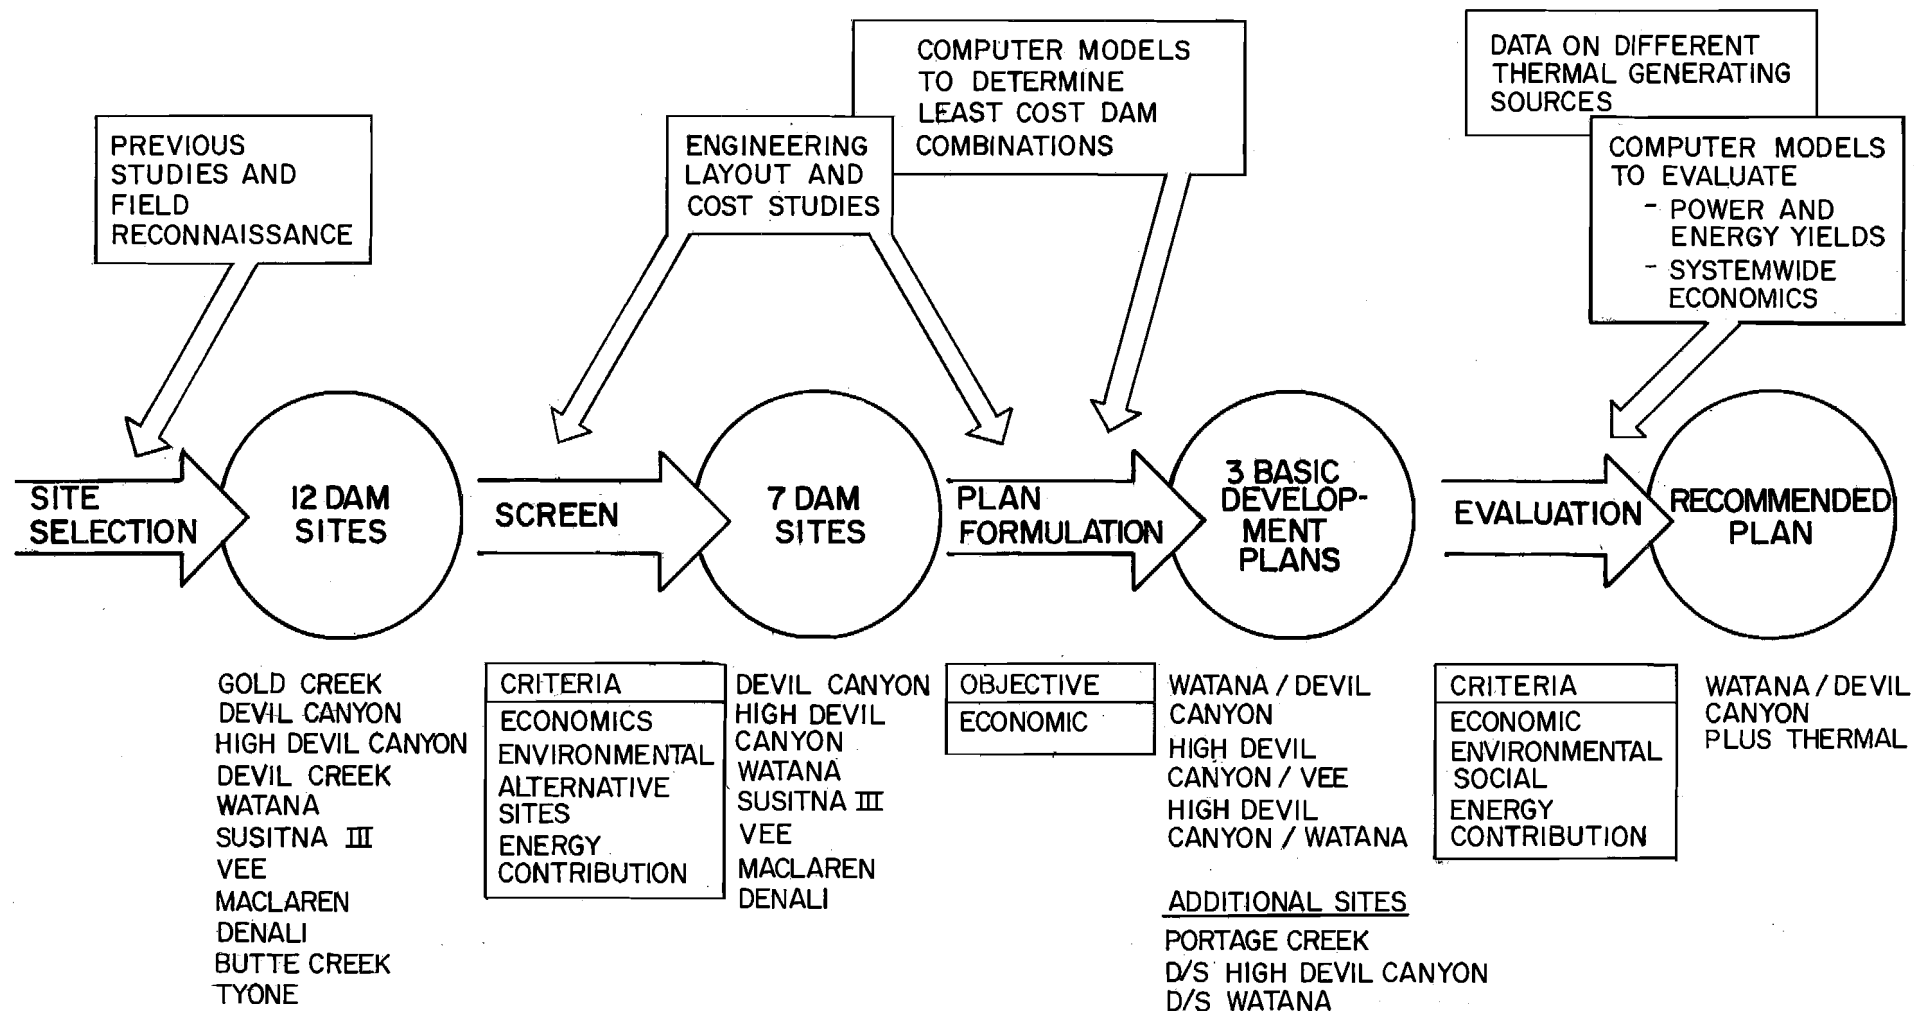 PREVIOUS
STUDIES AND
FIELD
RECONNAISSANCE
ENGINEERING
LAYOUT AND
COST STUDIES
COMPUTER MODELS
TO DETERMINE
LEAST COST DAM
COMBINATIONS
DATA ON DIFFERENT
THERMAL GENERATING
SOURCES
COMPUTER MODELS
TO EVALUATE
- POWER AND
ENERGY YIELDS
- SYSTEMWIDE
ECONOMICS
SITE
SELECTION
12 DAM
SITES
SCREEN
7 DAM
SITES
PLAN
FORMULATION
3 BASIC
DEVELOP-
MENT
PLANS
EVALUATION
RECOMMENDED
PLAN
GOLD CREEK
DEVIL CANYON
HIGH DEVIL CANYON
DEVIL CREEK
WATANA
SUSITNA III
VEE
MACLAREN
DENALI
BUTTE CREEK
TYONE
CRITERIA
ECONOMICS
ENVIRONMENTAL
ALTERNATIVE
SITES
ENERGY
CONTRIBUTION
DEVIL CANYON
HIGH DEVIL
CANYON
WATANA
SUSITNA III
VEE
MACLAREN
DENALI
OBJECTIVE
ECONOMIC
WATANA / DEVIL
CANYON
HIGH DEVIL
CANYON / VEE
HIGH DEVIL
CANYON / WATANA
ADDITIONAL SITES
PORTAGE CREEK
D/S HIGH DEVIL CANYON
D/S WATANA
CRITERIA
ECONOMIC
ENVIRONMENTAL
SOCIAL
ENERGY
CONTRIBUTION
WATANA / DEVIL
CANYON
PLUS THERMAL